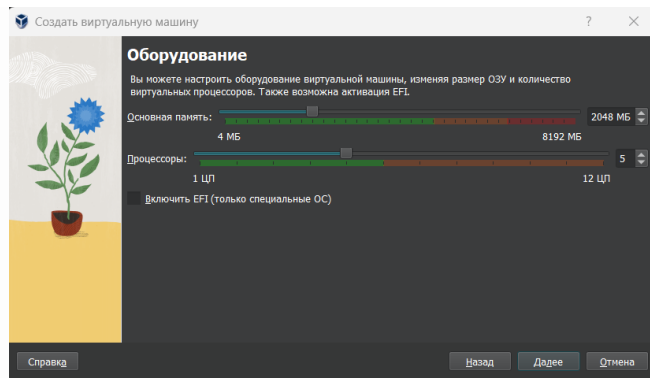 Создать виртуальную машину
Оборудование
Вы можете настроить оборудование виртуальной машины, изменяя размер ОЗУ и количество
виртуальных процессоров. Также возможна активация EFI.
Основная память:
2048 МБ
4 МБ
8192 МБ
Процессоры:
5
1 ЦП
12 ЦП
Включить EFI (только специальные ОС)
Справка
Назад
Далее
Отмена